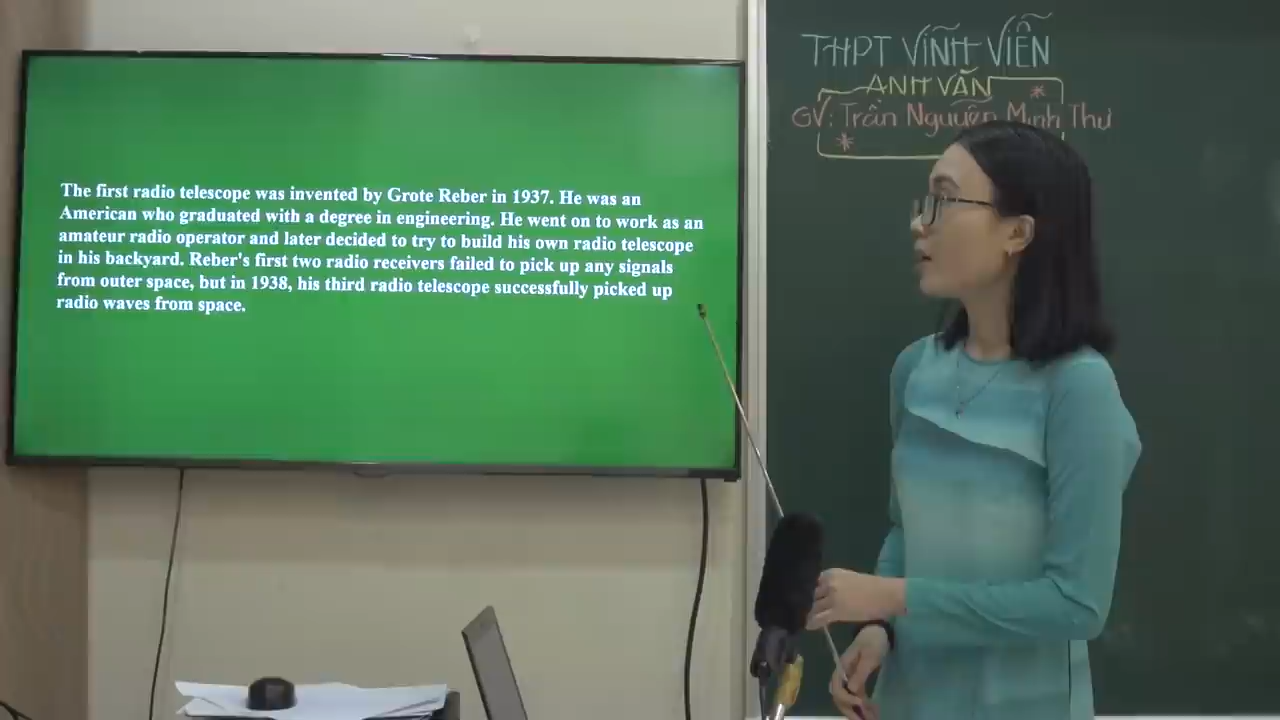 The first radio telescope was invented by Grote Reber in 1937. He was an
American who graduated with a degree in engineering. He went on to work as an
amateur radio operator and later decided to try to build his own radio telescope
in his backyard. Reber's first two radio receivers failed to pick up any signals
from outer space, but in 1938, his third radio telescope successfully picked up
radio waves from space.
THPT VĨNH VIỄN
ANH VĂN
GV: Trần Nguyễn Minh Thư